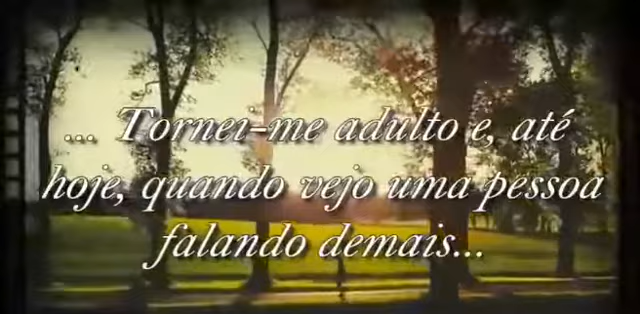 ... Tornei-me adulto e, até
hoje, quando vejo uma pessoa
falando demais...